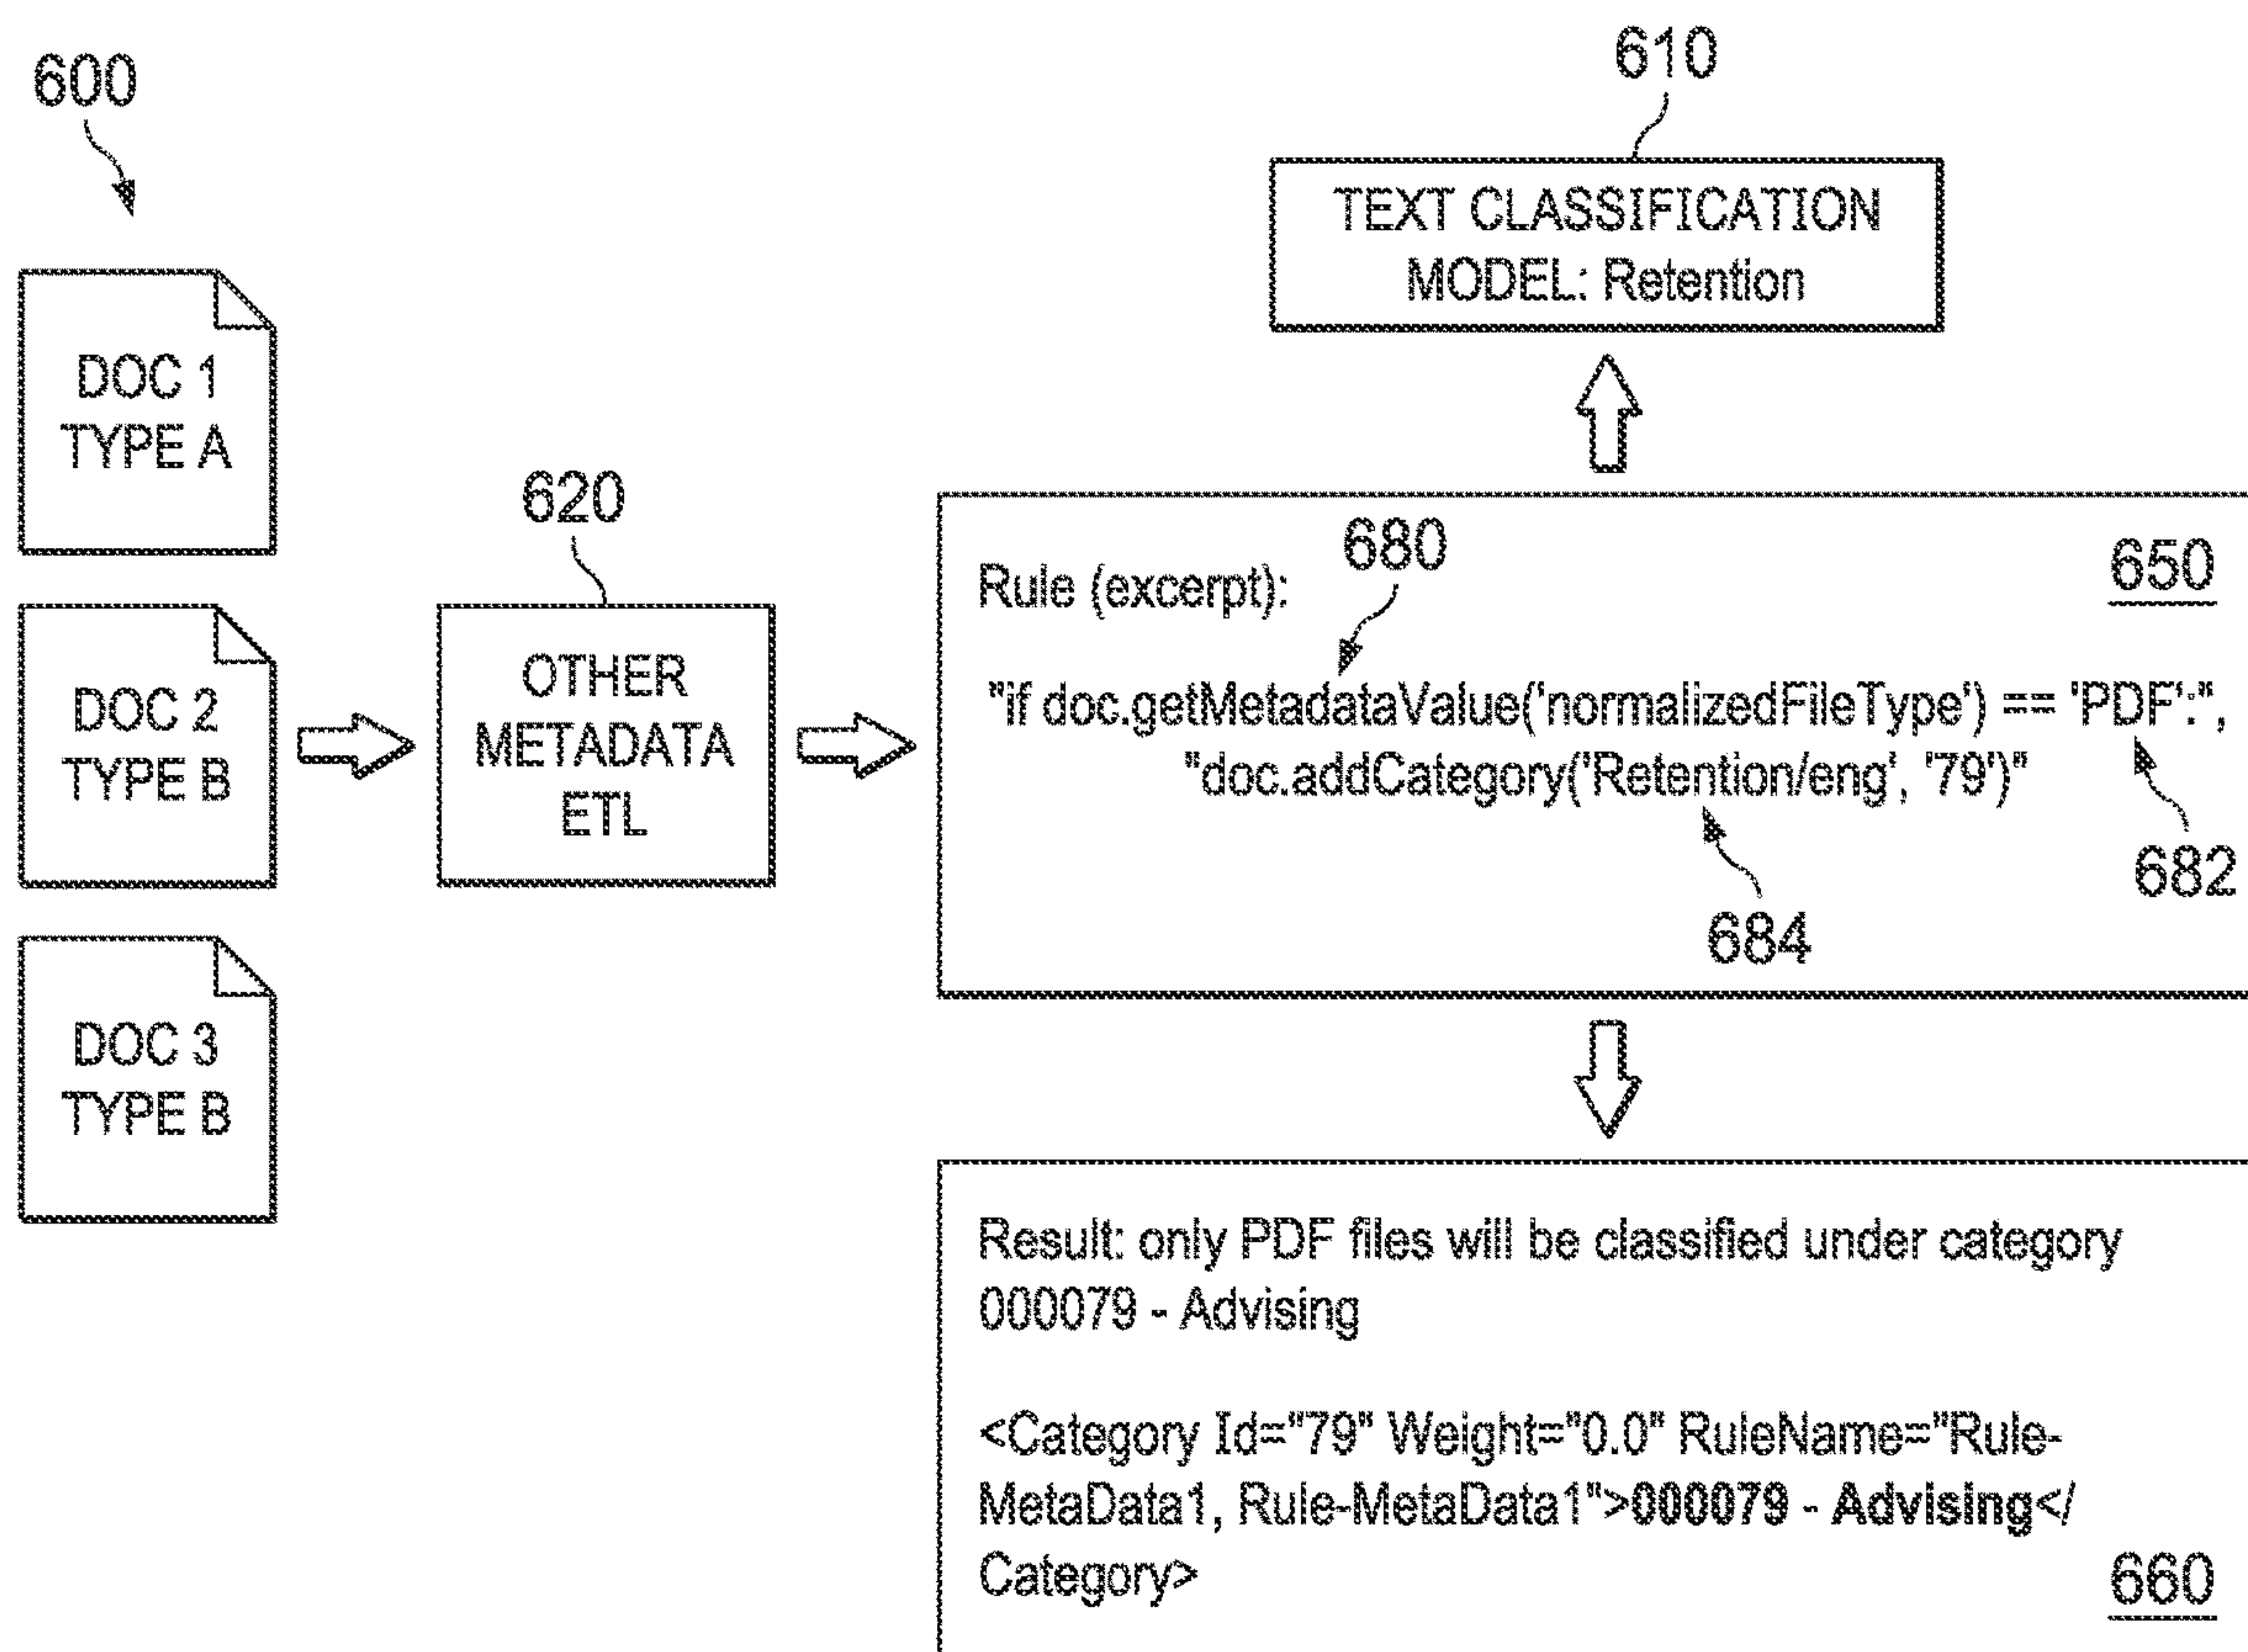 600
DOC 1
TYPE A
DOC 2
TYPE B
DOC 3
TYPE B
620
OTHER
METADATA
ETL
610
TEXT CLASSIFICATION
MODEL: Retention
650
Rule (excerpt):
680
"if doc.getMetadataValue('normalizedFileType') == 'PDF':",
"doc.addCategory('Retention/eng', '79')"
682
684
Result: only PDF files will be classified under category
000079 - Advising
<Category Id="79" Weight="0.0" RuleName="Rule-
MetaData1, Rule-MetaData1">000079 - Advising</
Category>
660